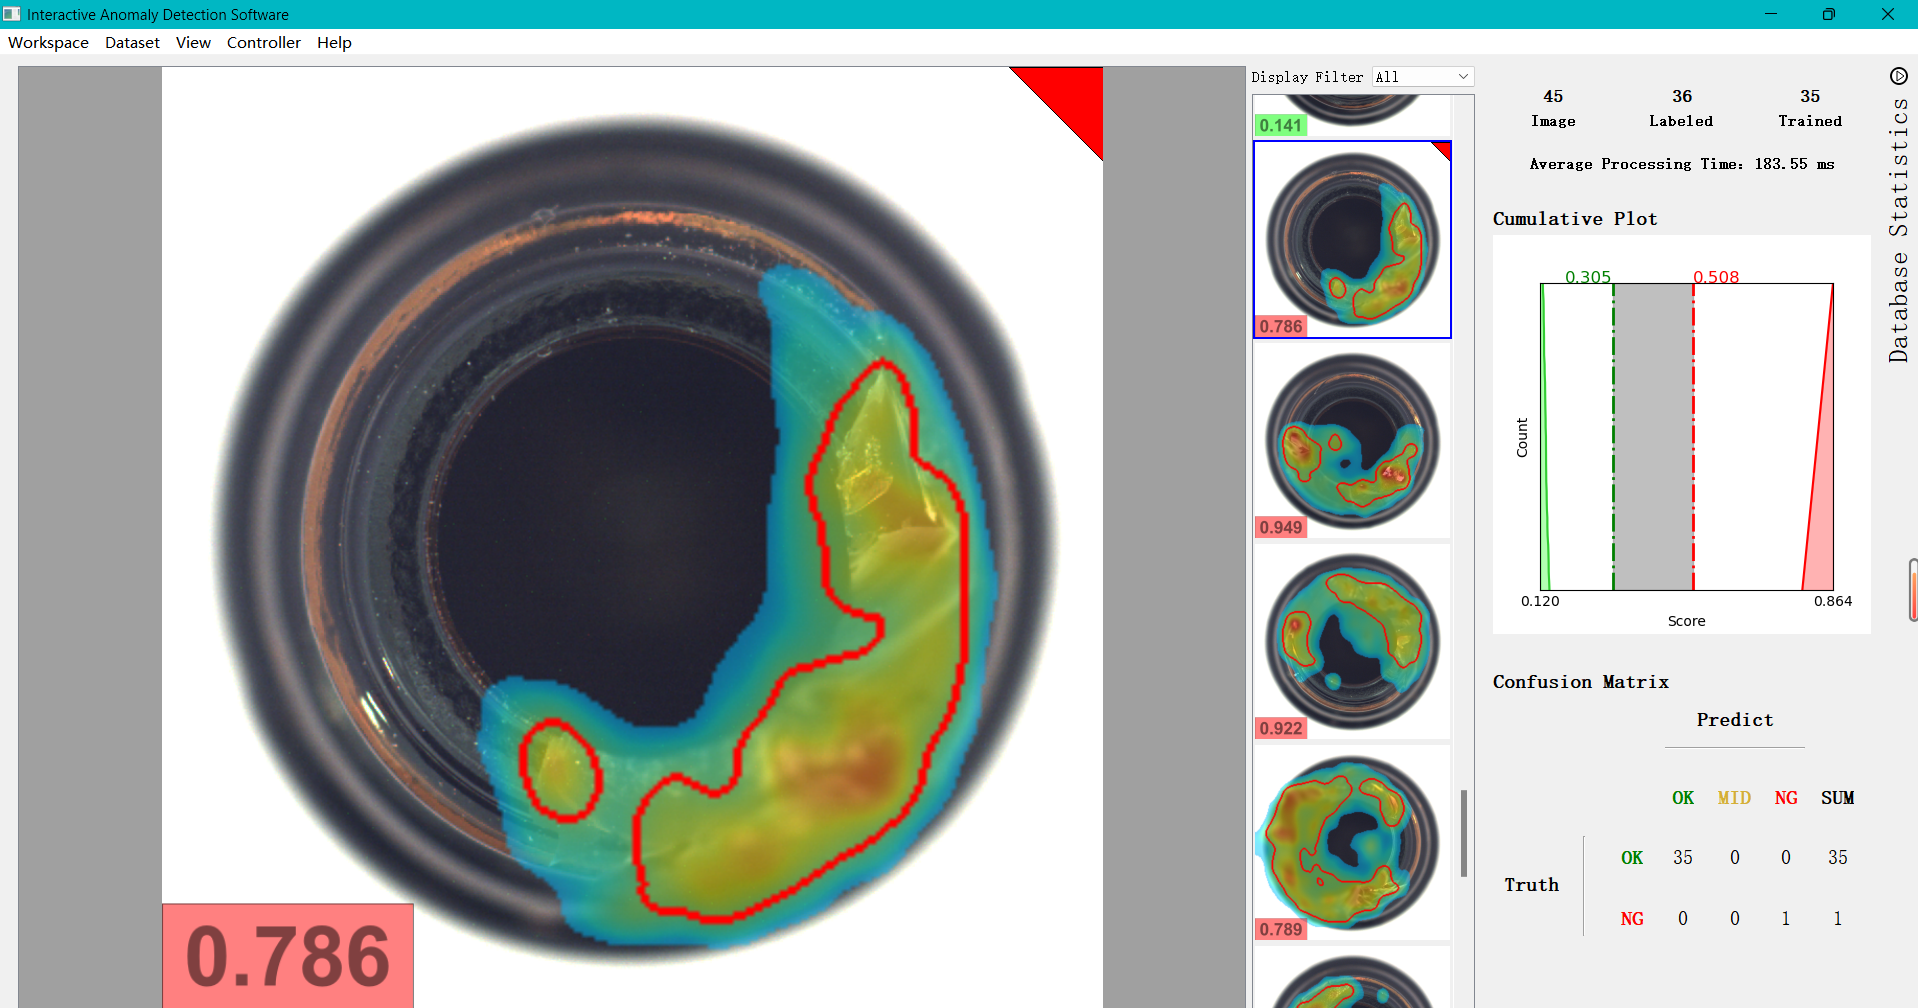 Interactive Anomaly Detection Software
Workspace Dataset View Controller Help
0.786
Display Filter All
0.141
0.786
0.949
0.922
0.789
45 36 35
Image Labeled Trained
Average Processing Time: 183.55 ms
Cumulative Plot
0.305 0.508
Count
0.120 0.864
Score
Confusion Matrix
Predict
OK MID NG SUM
Truth
OK 35 0 0 35
NG 0 0 1 1
Database Statistics